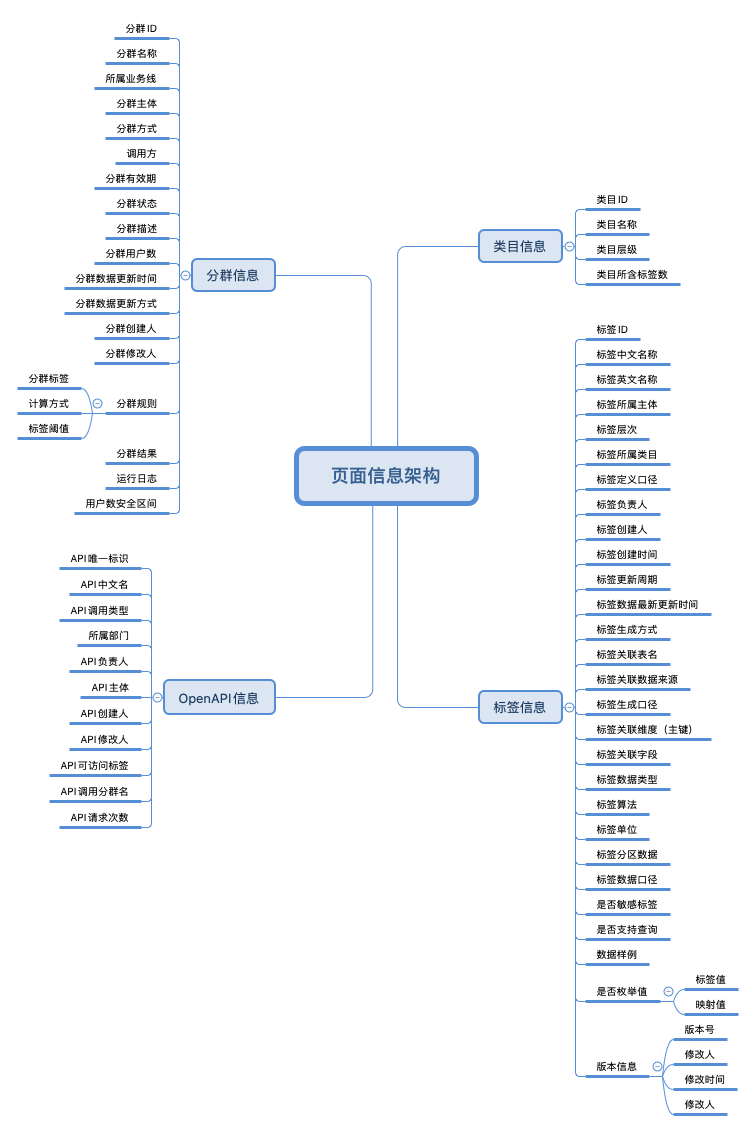 页面信息架构
分群信息
分群ID
分群名称
所属业务线
分群主体
分群方式
调用方
分群有效期
分群状态
分群描述
分群用户数
分群数据更新时间
分群数据更新方式
分群创建人
分群修改人
分群规则
分群标签
计算方式
标签阈值
分群结果
运行日志
用户数安全区间
OpenAPI信息
API唯一标识
API中文名
API调用类型
所属部门
API负责人
API主体
API创建人
API修改人
API可访问标签
API调用分群名
API请求次数
类目信息
类目ID
类目名称
类目层级
类目所含标签数
标签信息
标签ID
标签中文名称
标签英文名称
标签所属主体
标签层次
标签所属类目
标签定义口径
标签负责人
标签创建人
标签创建时间
标签更新周期
标签数据最新更新时间
标签生成方式
标签关联表名
标签关联数据来源
标签生成口径
标签关联维度（主键）
标签关联字段
标签数据类型
标签算法
标签单位
标签分区数据
标签数据口径
是否敏感标签
是否支持查询
数据样例
是否枚举值
标签值
映射值
版本信息
版本号
修改人
修改时间
修改人